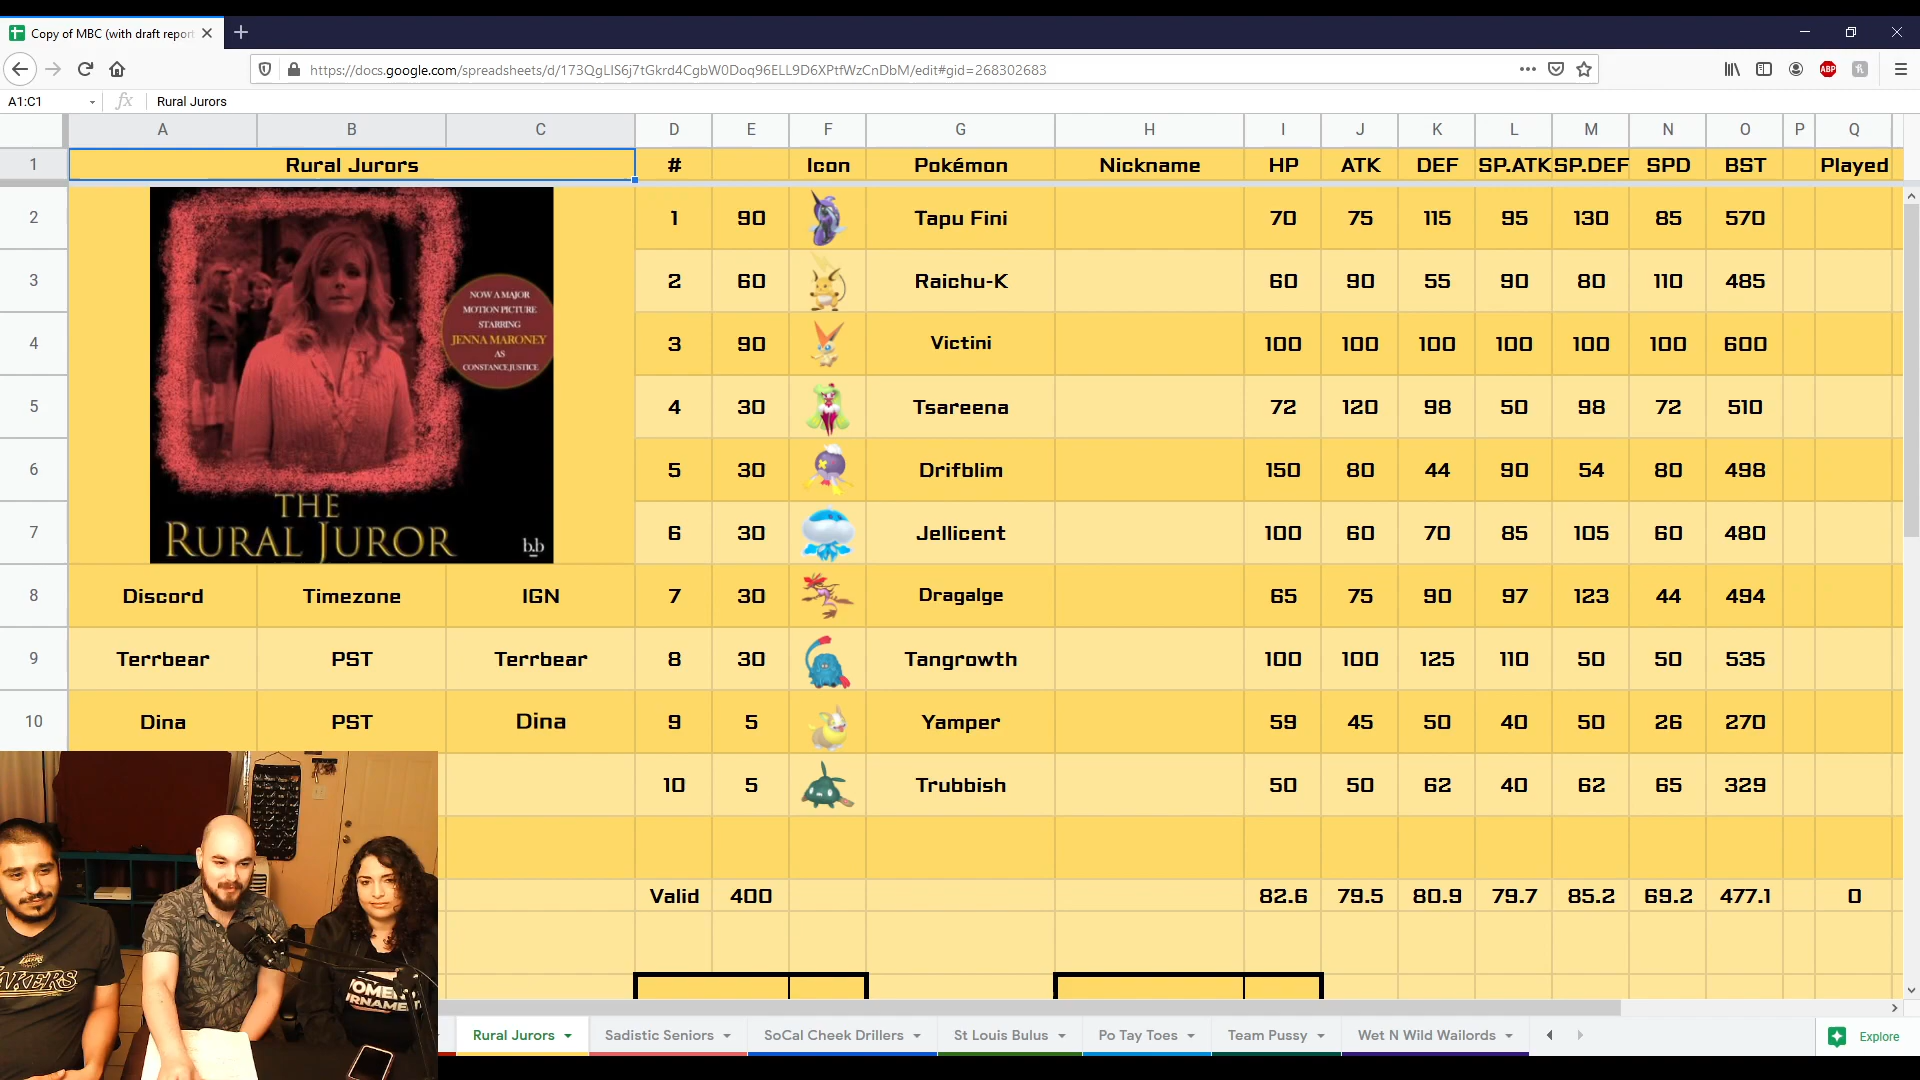 Copy of MBC (with draft report
https://docs.google.com/spreadsheets/d/173QgLIS6j7tGkrd4CgbW0Doq96ELL9D6XPtfWzCnDbM/edit#gid=268302683
ABP
A1:C1 fx Rural Jurors
A B C D E F G H I J K L M N O P Q
1 Rural Jurors # Icon Pokémon Nickname HP ATK DEF SP.ATK SP.DEF SPD BST Played
2 1 90 Tapu Fini 70 75 115 95 130 85 570
3 2 60 Raichu-K 60 90 55 90 80 110 485
4 3 90 Victini 100 100 100 100 100 100 600
5 4 30 Tsareena 72 120 98 50 98 72 510
6 5 30 Drifblim 150 80 44 90 54 80 498
7 6 30 Jellicent 100 60 70 85 105 60 480
NOW A MAJOR
MOTION PICTURE
STARRING
JENNA MARONEY
AS
CONSTANCE JUSTICE
THE
RURAL JUROR
b.b
8 Discord Timezone IGN 7 30 Dragalge 65 75 90 97 123 44 494
9 Terrbear PST Terrbear 8 30 Tangrowth 100 100 125 110 50 50 535
10 Dina PST Dina 9 5 Yamper 59 45 50 40 50 26 270
10 5 Trubbish 50 50 62 40 62 65 329
Valid 400 82.6 79.5 80.9 79.7 85.2 69.2 477.1 0
Rural Jurors Sadistic Seniors SoCal Cheek Drillers St Louis Bulus Po Tay Toes Team Pussy Wet N Wild Wailords Explore